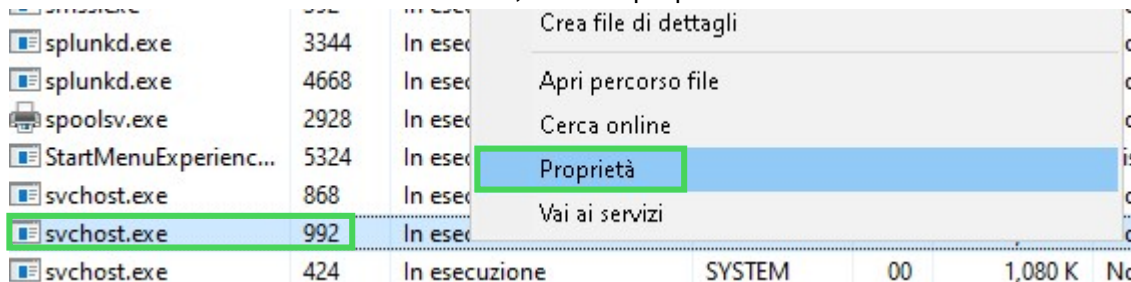 splunkd.exe 3344 In esec
splunkd.exe 4668 In esec
spoolsv.exe 2928 In esec
StartMenuExperienc... 5324 In esec
svchost.exe 868 In esec
svchost.exe 992 In esec
svchost.exe 424 In esecuzione SYSTEM 00 1,080 K No
Crea file di dettagli
Apri percorso file
Cerca online
Proprietà
Vai ai servizi